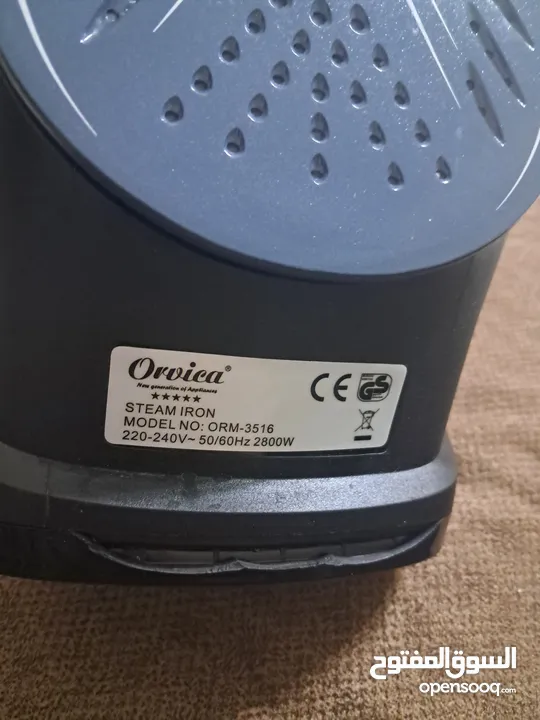 Orvica®
New generation of Appliances
STEAM IRON
MODEL NO: ORM-3516
220-240V~ 50/60Hz 2800W
CE
GS
السوق المفتوح
opensooq.com